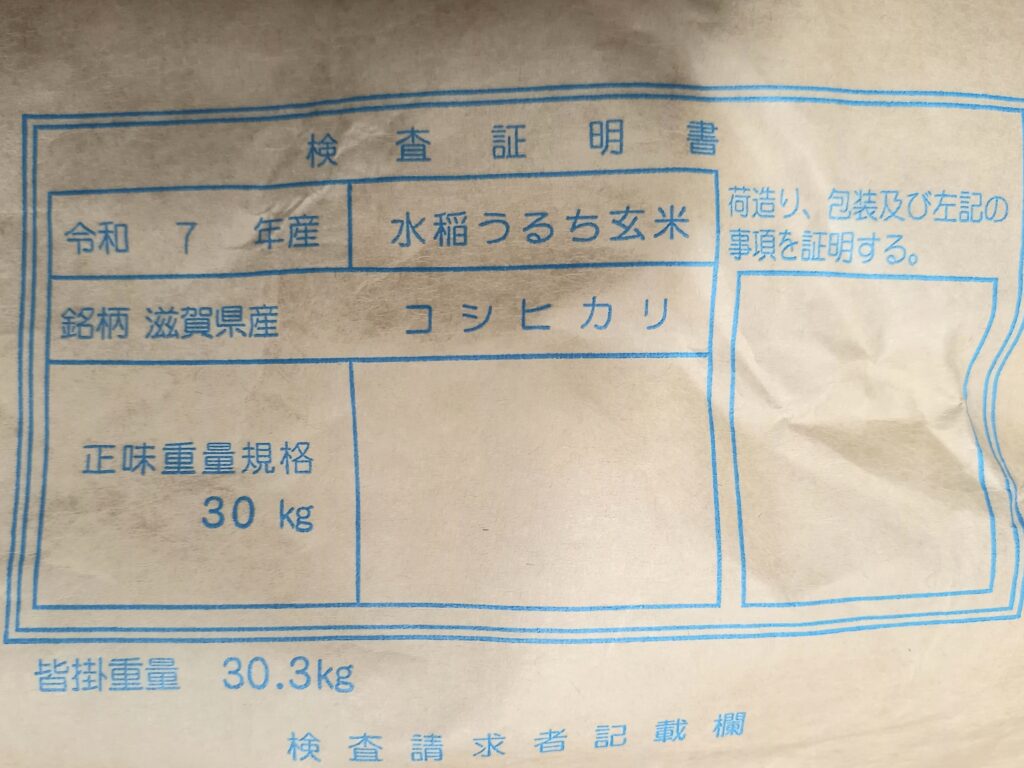 検査証明書
令和 7 年産 水稲うるち玄米
銘柄 滋賀県産 コシヒカリ
正味重量規格
30 kg
荷造り、包装及び左記の
事項を証明する。
皆掛重量 30.3kg
検査請求者記載欄